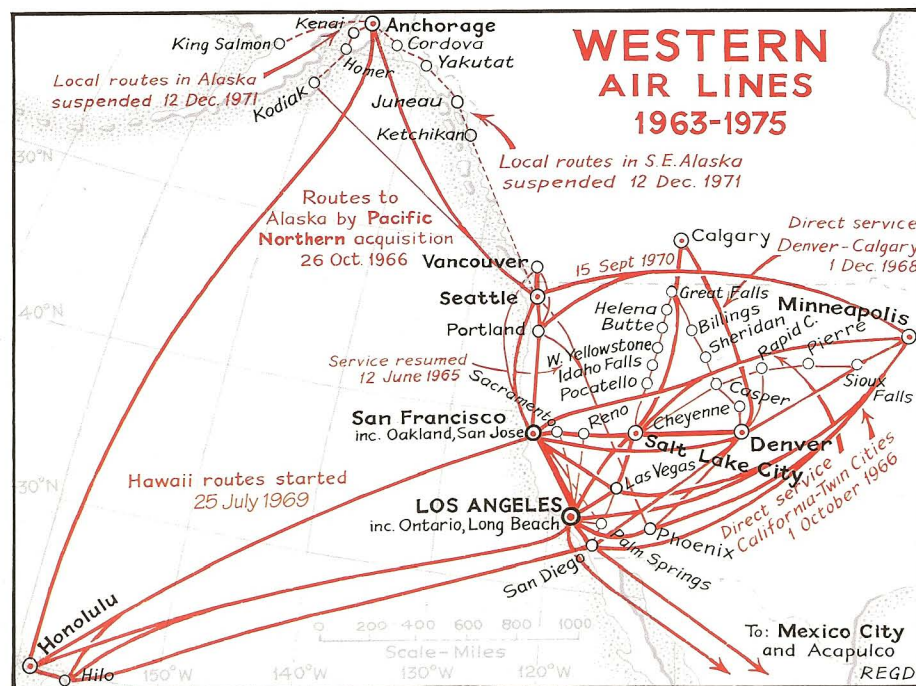 WESTERN
AIR LINES
1963-1975
Kenai
Anchorage
King Salmon
Cordova
Yakutat
Homer
Local routes in Alaska
suspended 12 Dec. 1971
Kodiak
Juneau
Ketchikan
Local routes in S.E. Alaska
suspended 12 Dec. 1971
50°N
Routes to
Alaska by Pacific
Northern acquisition
26 Oct. 1966
Direct service
Denver-Calgary
1 Dec. 1968
Calgary
Vancouver
15 Sept 1970
Seattle
Great Falls
Minneapolis
40°N
Helena
Butte
Billings
Sheridan
Rapid C.
Pierre
Portland
W. Yellowstone
Idaho Falls
Pocatello
Service resumed
12 June 1965
Sioux
Falls
Casper
Sacramento
Reno
Cheyenne
San Francisco
inc. Oakland, San Jose
Salt Lake City
Denver
Las Vegas
Hawaii routes started
25 July 1969
30°N
LOS ANGELES
inc. Ontario, Long Beach
Direct service
California-Twin Cities
1 October 1966
Phoenix
Palm Springs
San Diego
Honolulu
Hilo
0 200 400 600 800 1000
Scale-Miles
To: Mexico City
and Acapulco
150°W
140°W
130°W
120°W
REGD